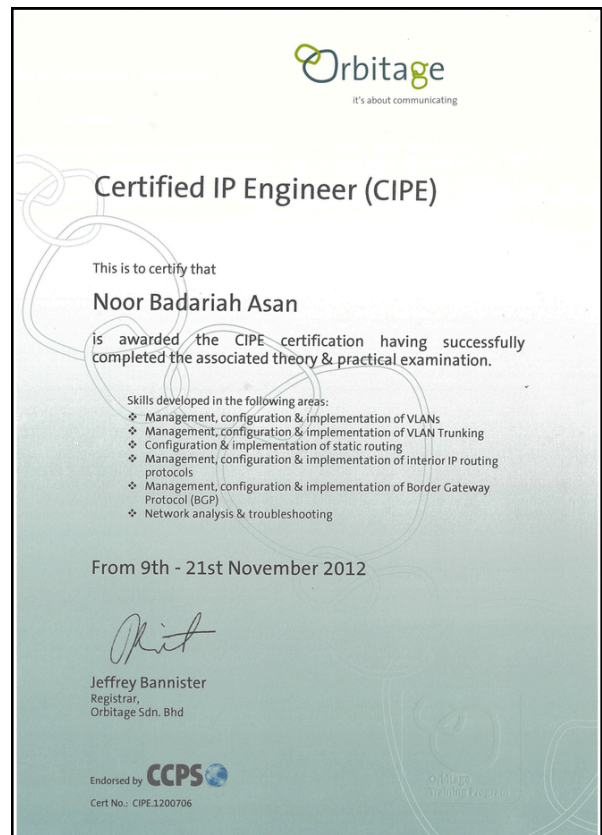 Orbitage
it's about communicating
Certified IP Engineer (CIPE)
This is to certify that
Noor Badariah Asan
is awarded the CIPE certification having successfully
completed the associated theory & practical examination.
Skills developed in the following areas:
❖ Management, configuration & implementation of VLANs
❖ Management, configuration & implementation of VLAN Trunking
❖ Configuration & implementation of static routing
❖ Management, configuration & implementation of interior IP routing
protocols
❖ Management, configuration & implementation of Border Gateway
Protocol (BGP)
❖ Network analysis & troubleshooting
From 9th - 21st November 2012
Jeffrey Bannister
Registrar,
Orbitage Sdn. Bhd
Endorsed by CCPS
Cert No.: CIPE.1200706
Orbitage
Training Program